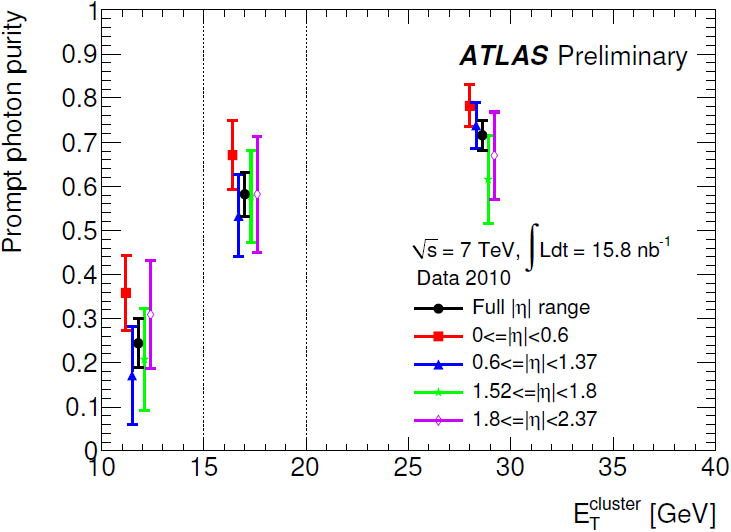 Prompt photon purity
1
0.9
0.8
0.7
0.6
0.5
0.4
0.3
0.2
0.1
0
ATLAS Preliminary
√s = 7 TeV, ∫Ldt = 15.8 nb⁻¹
Data 2010
Full |η| range
0<=|η|<0.6
0.6<=|η|<1.37
1.52<=|η|<1.8
1.8<=|η|<2.37
10 15 20 25 30 35 40
E_T^cluster [GeV]